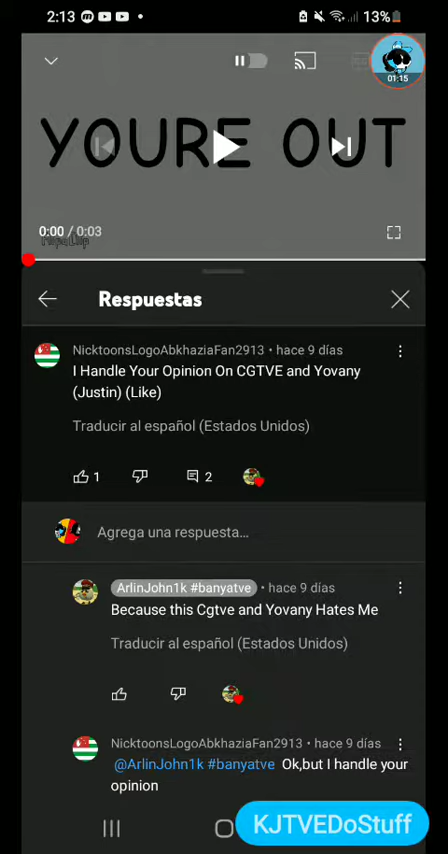 2:13
13%
01:15
YOURE OUT
0:00 / 0:03
FlipaClip
Respuestas
NicktoonsLogoAbkhaziaFan2913 • hace 9 días
I Handle Your Opinion On CGTVE and Yovany
(Justin) (Like)
Traducir al español (Estados Unidos)
1
2
Agrega una respuesta...
ArlinJohn1k #banyatve • hace 9 días
Because this Cgtve and Yovany Hates Me
Traducir al español (Estados Unidos)
NicktoonsLogoAbkhaziaFan2913 • hace 9 días
@ArlinJohn1k #banyatve Ok,but I handle your
opinion
KJTVEDoStuff